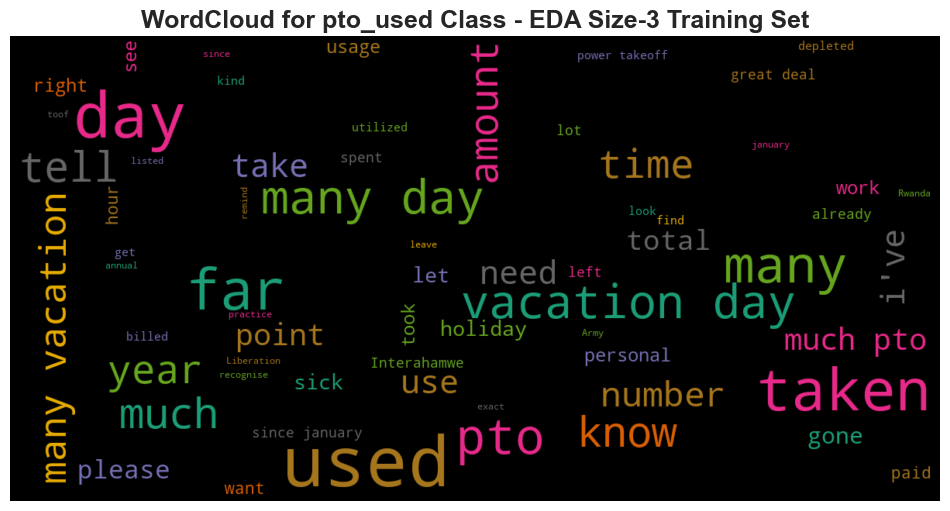 WordCloud for pto_used Class - EDA Size-3 Training Set
see
since
usage
power takeoff
depleted
right
kind
great deal
day
amount
toof
utilized
lot
january
tell
listed
take
spent
time
work
Rwanda
many day
hour
remind
look
find
already
many vacation
get
annual
leave
total
i've
far
let
need
left
many
vacation day
practice
point
took
holiday
Army
much pto
billed
Liberation
recognise
Interahamwe
personal
year
sick
use
number
taken
much
since january
exact
pto
know
gone
please
want
used
paid